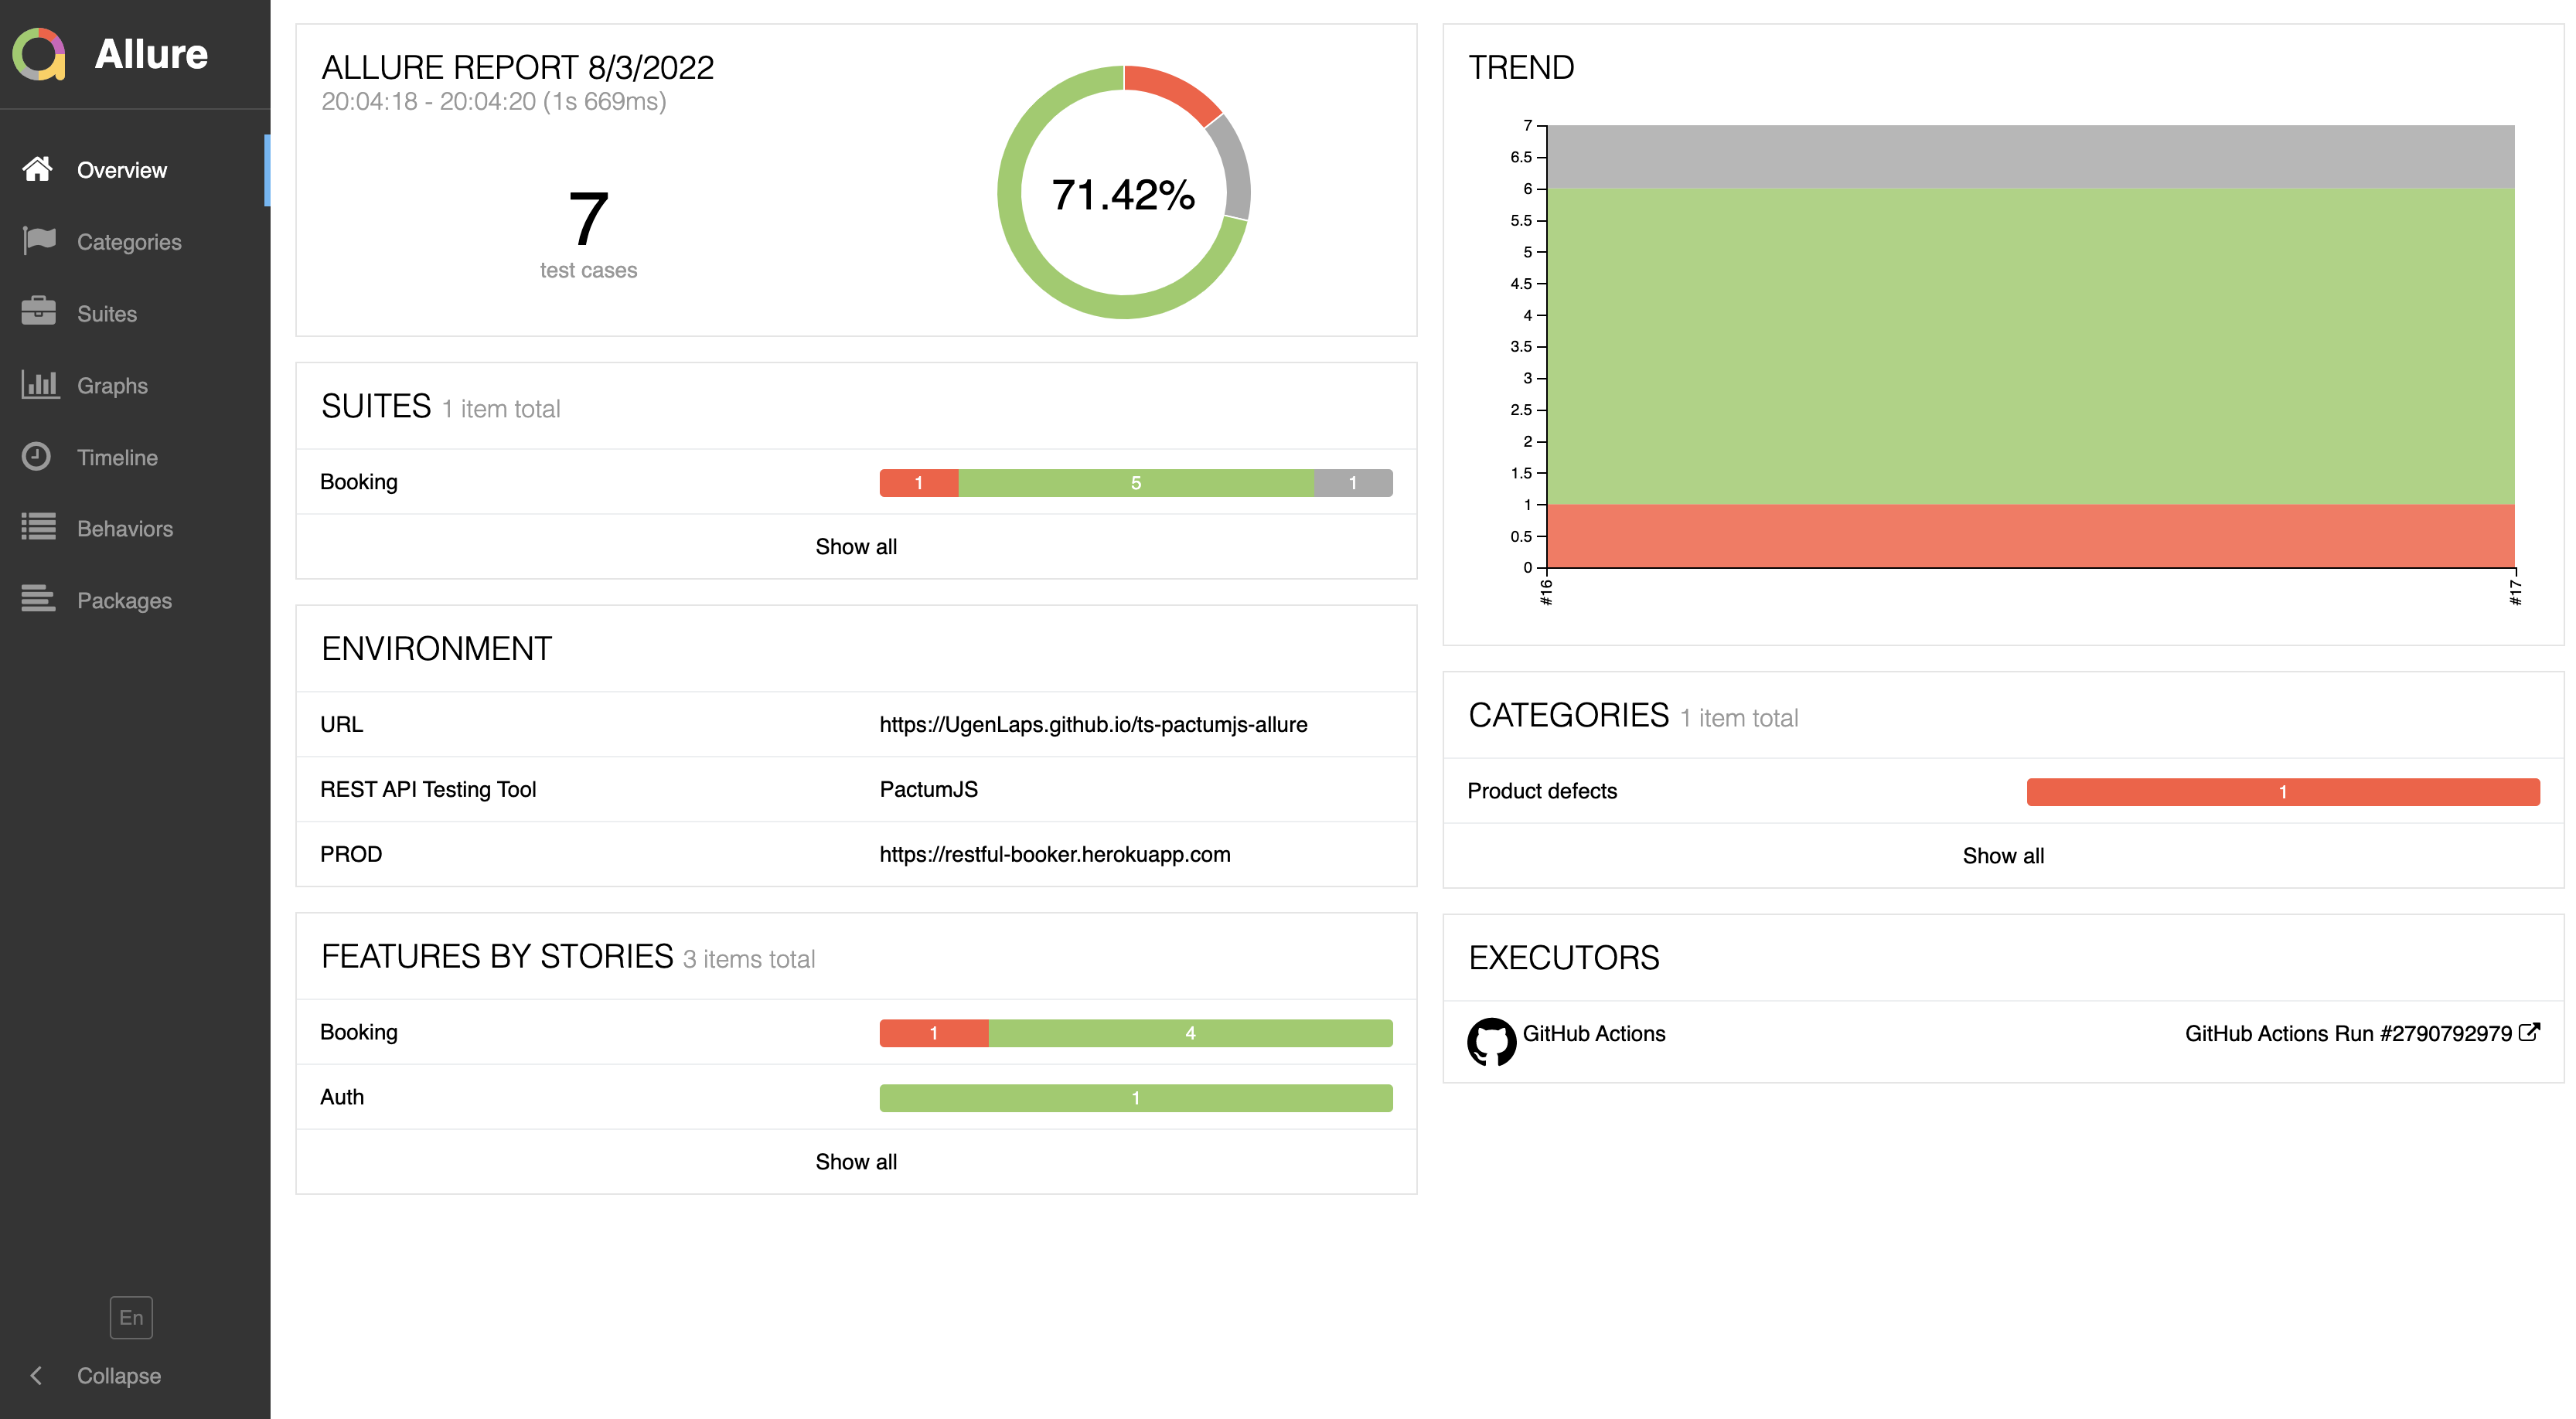 Allure
Overview
Categories
Suites
Graphs
Timeline
Behaviors
Packages
En
Collapse
ALLURE REPORT 8/3/2022
20:04:18 - 20:04:20 (1s 669ms)
7
test cases
71.42%
SUITES 1 item total
Booking 1 5 1
Show all
ENVIRONMENT
URL https://UgenLaps.github.io/ts-pactumjs-allure
REST API Testing Tool PactumJS
PROD https://restful-booker.herokuapp.com
FEATURES BY STORIES 3 items total
Booking 1 4
Auth 1
Show all
TREND
7
6.5
6
5.5
5
4.5
4
3.5
3
2.5
2
1.5
1
0.5
0
#16 #17
CATEGORIES 1 item total
Product defects 1
Show all
EXECUTORS
GitHub Actions GitHub Actions Run #2790792979